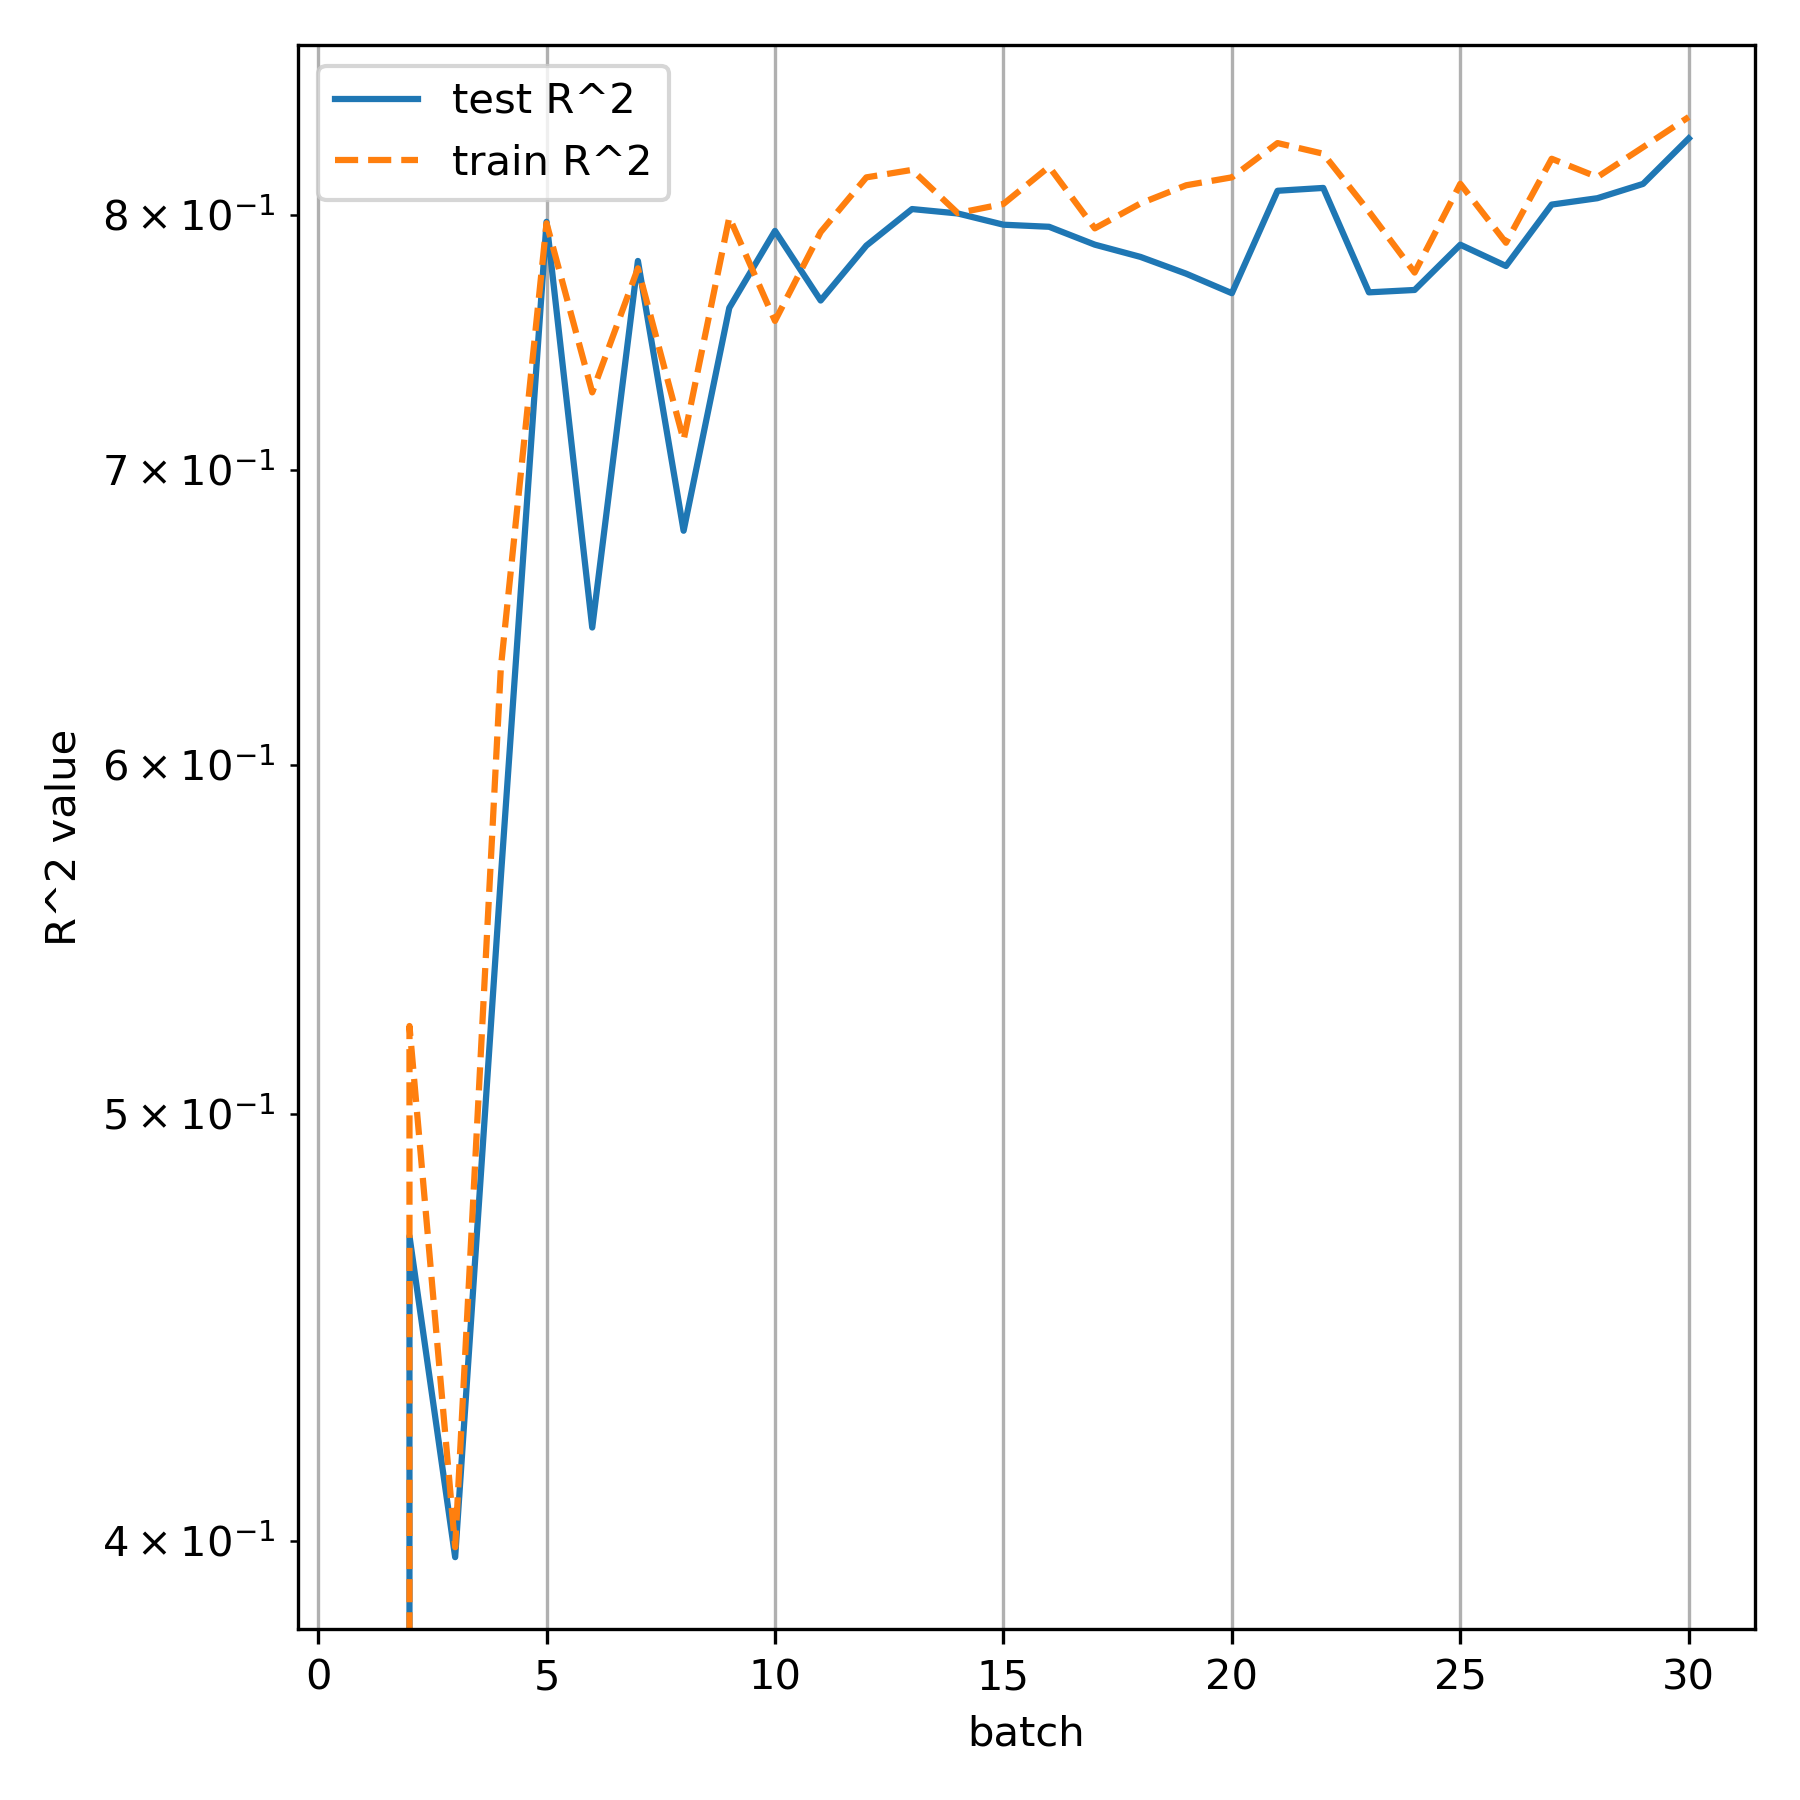 test R^2
train R^2
8 × 10⁻¹
7 × 10⁻¹
6 × 10⁻¹
5 × 10⁻¹
4 × 10⁻¹
R^2 value
0 5 10 15 20 25 30
batch